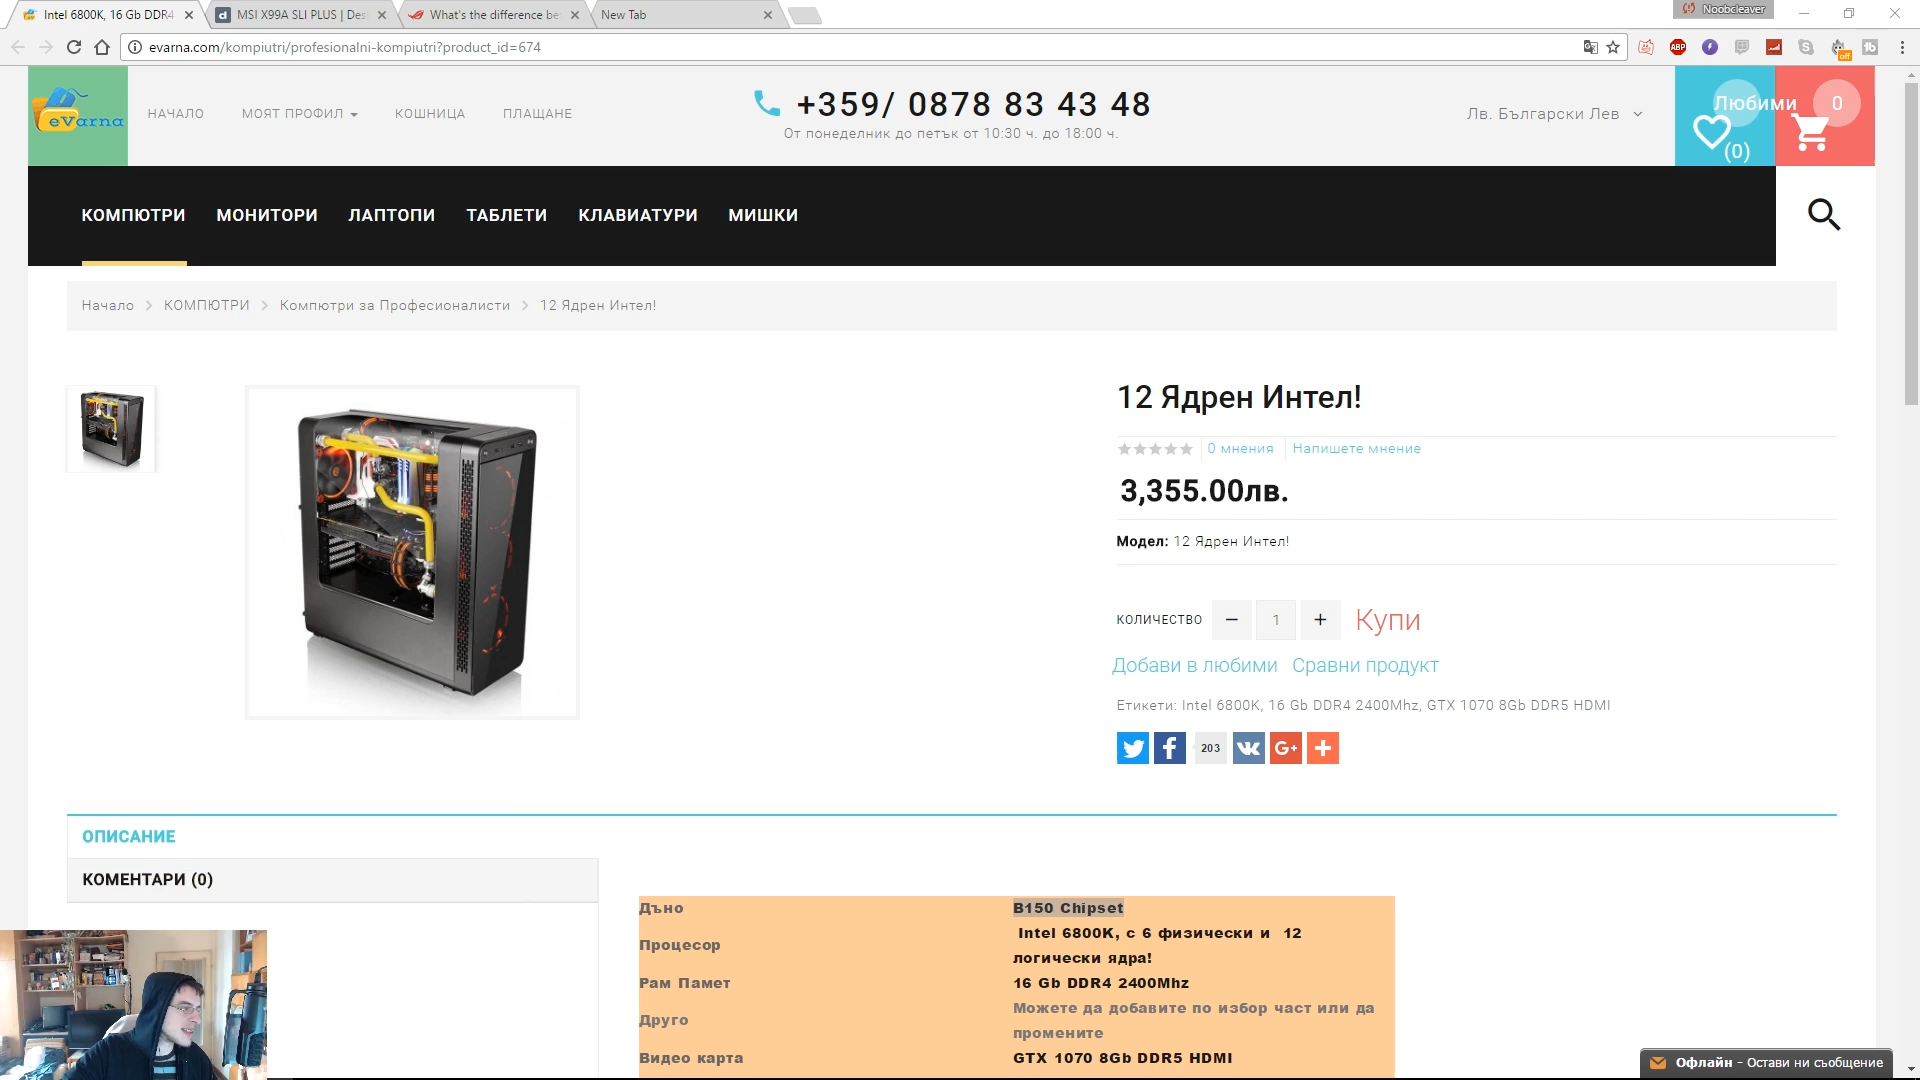 Intel 6800K, 16 Gb DDR4
MSI X99A SLI PLUS | Des
What's the difference be
New Tab
Noobcleaver
evarna.com/kompiutri/profesionalni-kompiutri?product_id=674
ABP
off
eVarna
НАЧАЛО
МОЯТ ПРОФИЛ
КОШНИЦА
ПЛАЩАНЕ
+359/ 0878 83 43 48
От понеделник до петък от 10:30 ч. до 18:00 ч.
Лв. Български Лев
Любими
(0)
0
КОМПЮТРИ
МОНИТОРИ
ЛАПТОПИ
ТАБЛЕТИ
КЛАВИАТУРИ
МИШКИ
Начало
КОМПЮТРИ
Компютри за Професионалисти
12 Ядрен Интел!
12 Ядрен Интел!
0 мнения
Напишете мнение
3,355.00лв.
Модел: 12 Ядрен Интел!
КОЛИЧЕСТВО
−
1
+
Купи
Добави в любими
Сравни продукт
Етикети: Intel 6800K, 16 Gb DDR4 2400Mhz, GTX 1070 8Gb DDR5 HDMI
203
G+
ОПИСАНИЕ
КОМЕНТАРИ (0)
Дъно
B150 Chipset
Процесор
Intel 6800K, с 6 физически и 12
логически ядра!
Рам Памет
16 Gb DDR4 2400Mhz
Друго
Можете да добавите по избор част или да
промените
Видео карта
GTX 1070 8Gb DDR5 HDMI
Офлайн - Остави ни съобщение